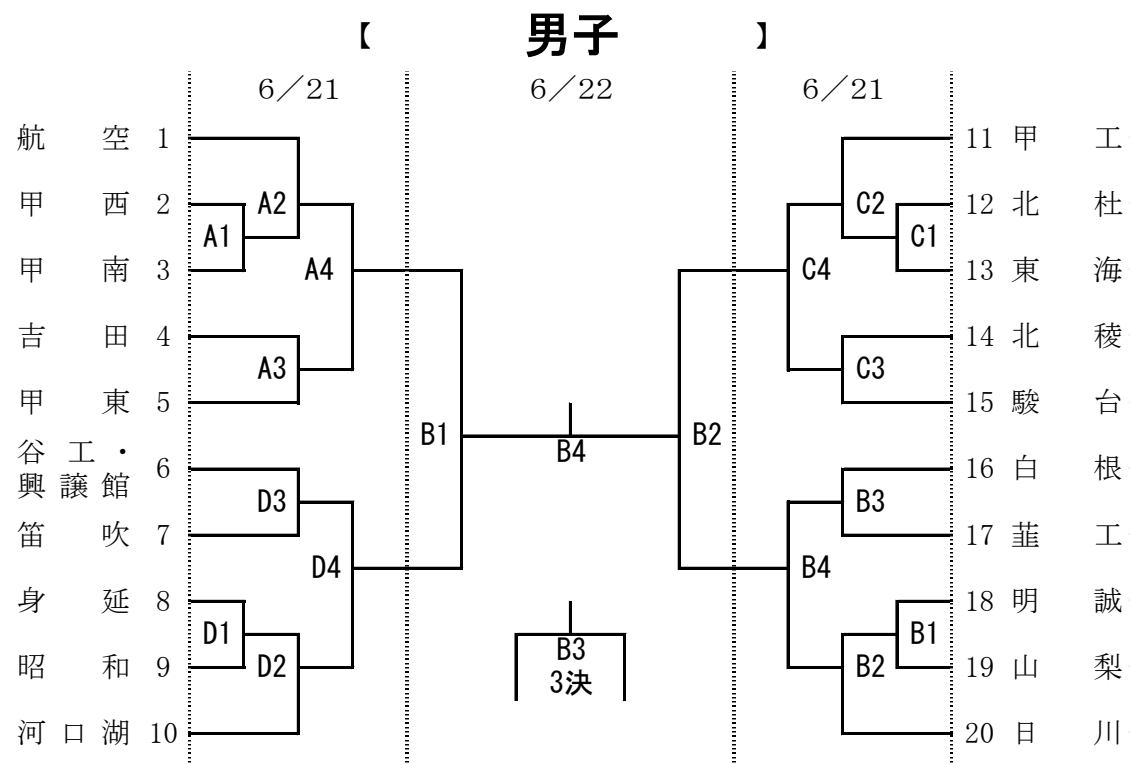 【 男子 】
6／21 6／22 6／21
航空 1
甲西 2
甲南 3
吉田 4
甲東 5
谷工・
興譲館 6
笛吹 7
身延 8
昭和 9
河口湖 10
A1
A2
A3
A4
D3
D4
D1
D2
B1
B4
B2
B3
3決
C2
C1
C4
C3
B3
B4
B1
B2
11 甲工
12 北杜
13 東海
14 北稜
15 駿台
16 白根
17 韮工
18 明誠
19 山梨
20 日川